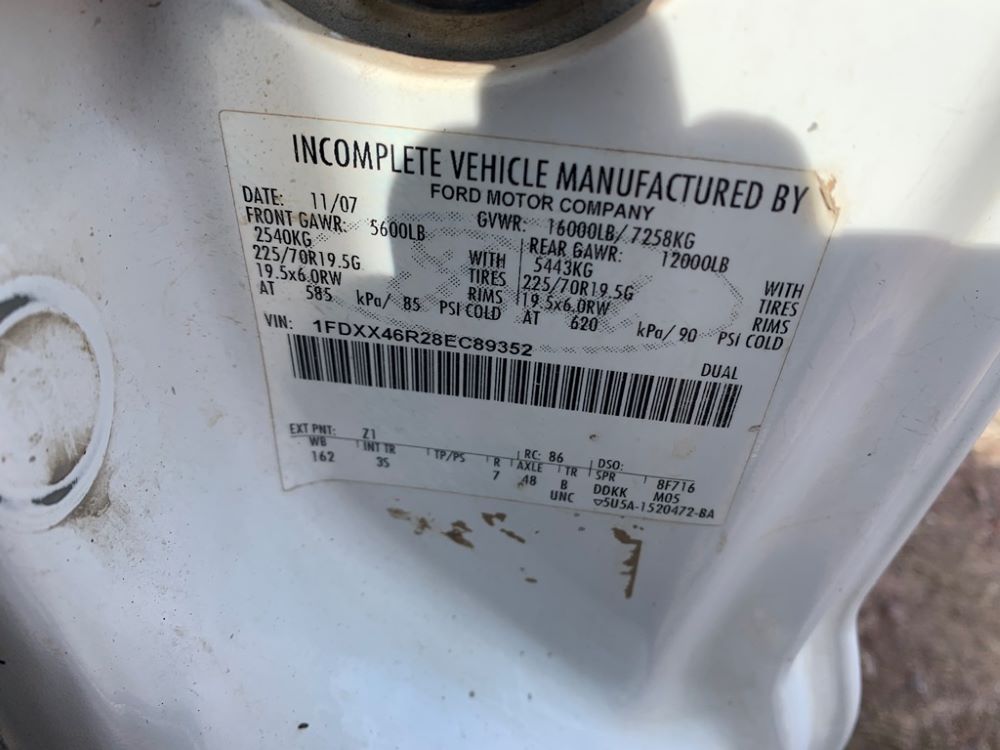 INCOMPLETE VEHICLE MANUFACTURED BY
FORD MOTOR COMPANY
DATE: 11/07 GVWR: 16000LB/7258KG
FRONT GAWR: 5600LB REAR GAWR: 12000LB
2540KG WITH 5443KG WITH
225/70R19.5G TIRES 225/70R19.5G TIRES
19.5x6.0RW RIMS 19.5x6.0RW RIMS
AT 585 kPa/ 85 PSI COLD AT 620 kPa/ 90 PSI COLD
VIN: 1FDXX46R28EC89352
DUAL
EXT PNT: Z1 RC: 86 DSO: 8F716
WB INT TR TP/PS R AXLE TR SPR
162 3S 7 48 B DDKK M05
UNC 5U5A-1520472-BA